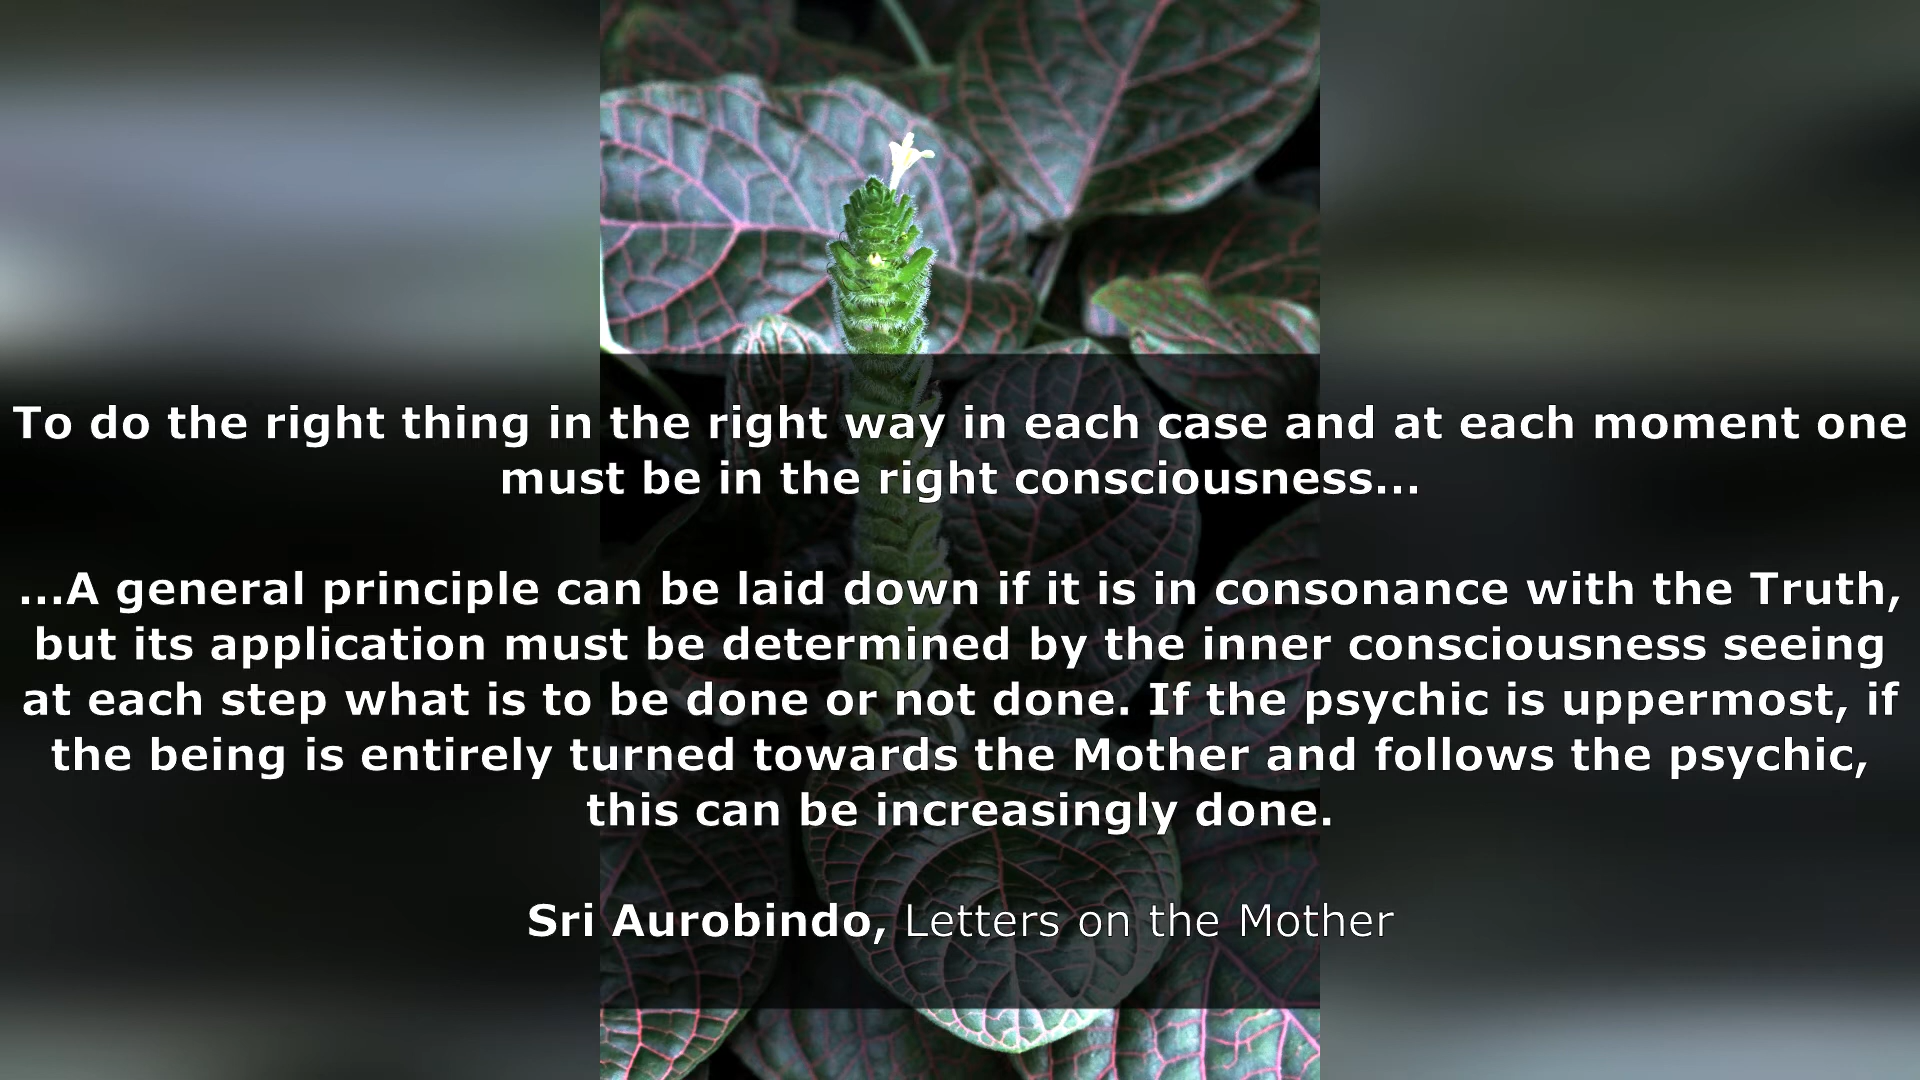 To do the right thing in the right way in each case and at each moment one
must be in the right consciousness...
...A general principle can be laid down if it is in consonance with the Truth,
but its application must be determined by the inner consciousness seeing
at each step what is to be done or not done. If the psychic is uppermost, if
the being is entirely turned towards the Mother and follows the psychic,
this can be increasingly done.
Sri Aurobindo, Letters on the Mother